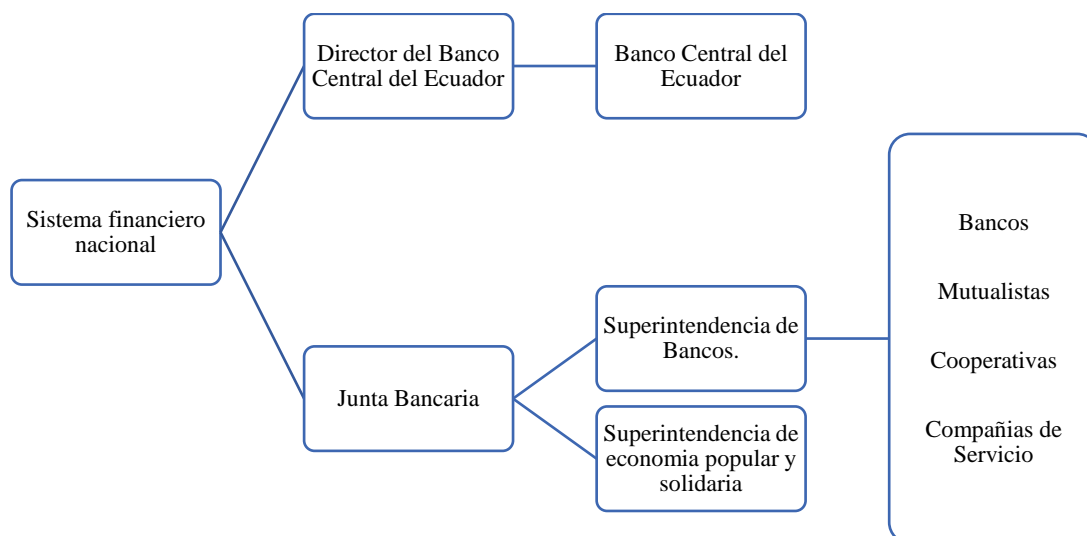 Director del Banco
Central del Ecuador
Banco Central del
Ecuador
Sistema financiero
nacional
Junta Bancaria
Superintendencia de
Bancos.
Superintendencia de
economia popular y
solidaria
Bancos
Mutualistas
Cooperativas
Compañias de
Servicio